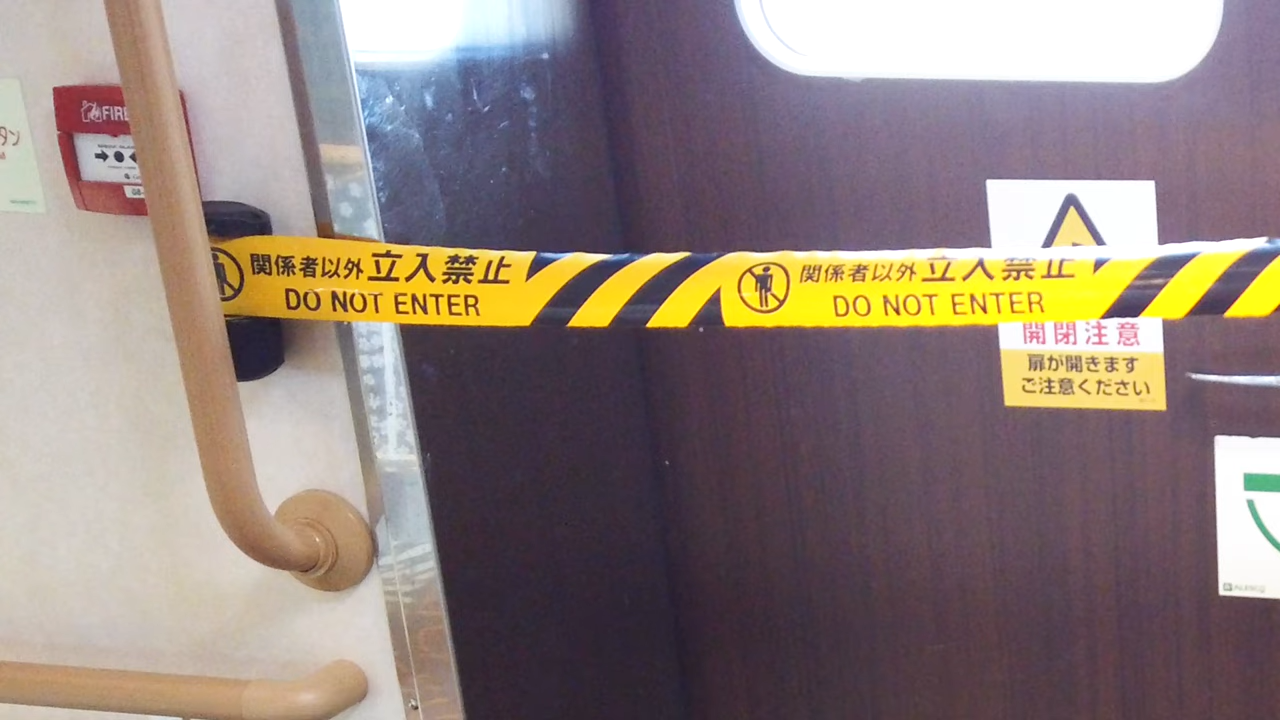 タン
FIRE
関係者以外 立入禁止
DO NOT ENTER
関係者以外 立入禁止
DO NOT ENTER
開閉注意
扉が開きます
ご注意ください